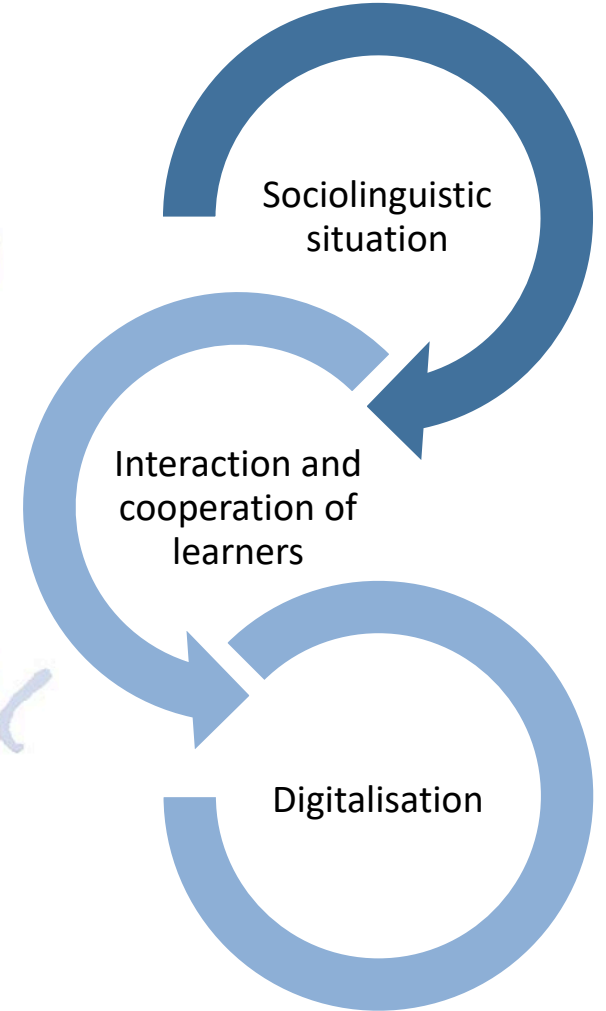 Sociolinguistic
situation
Interaction and
cooperation of
learners
Digitalisation